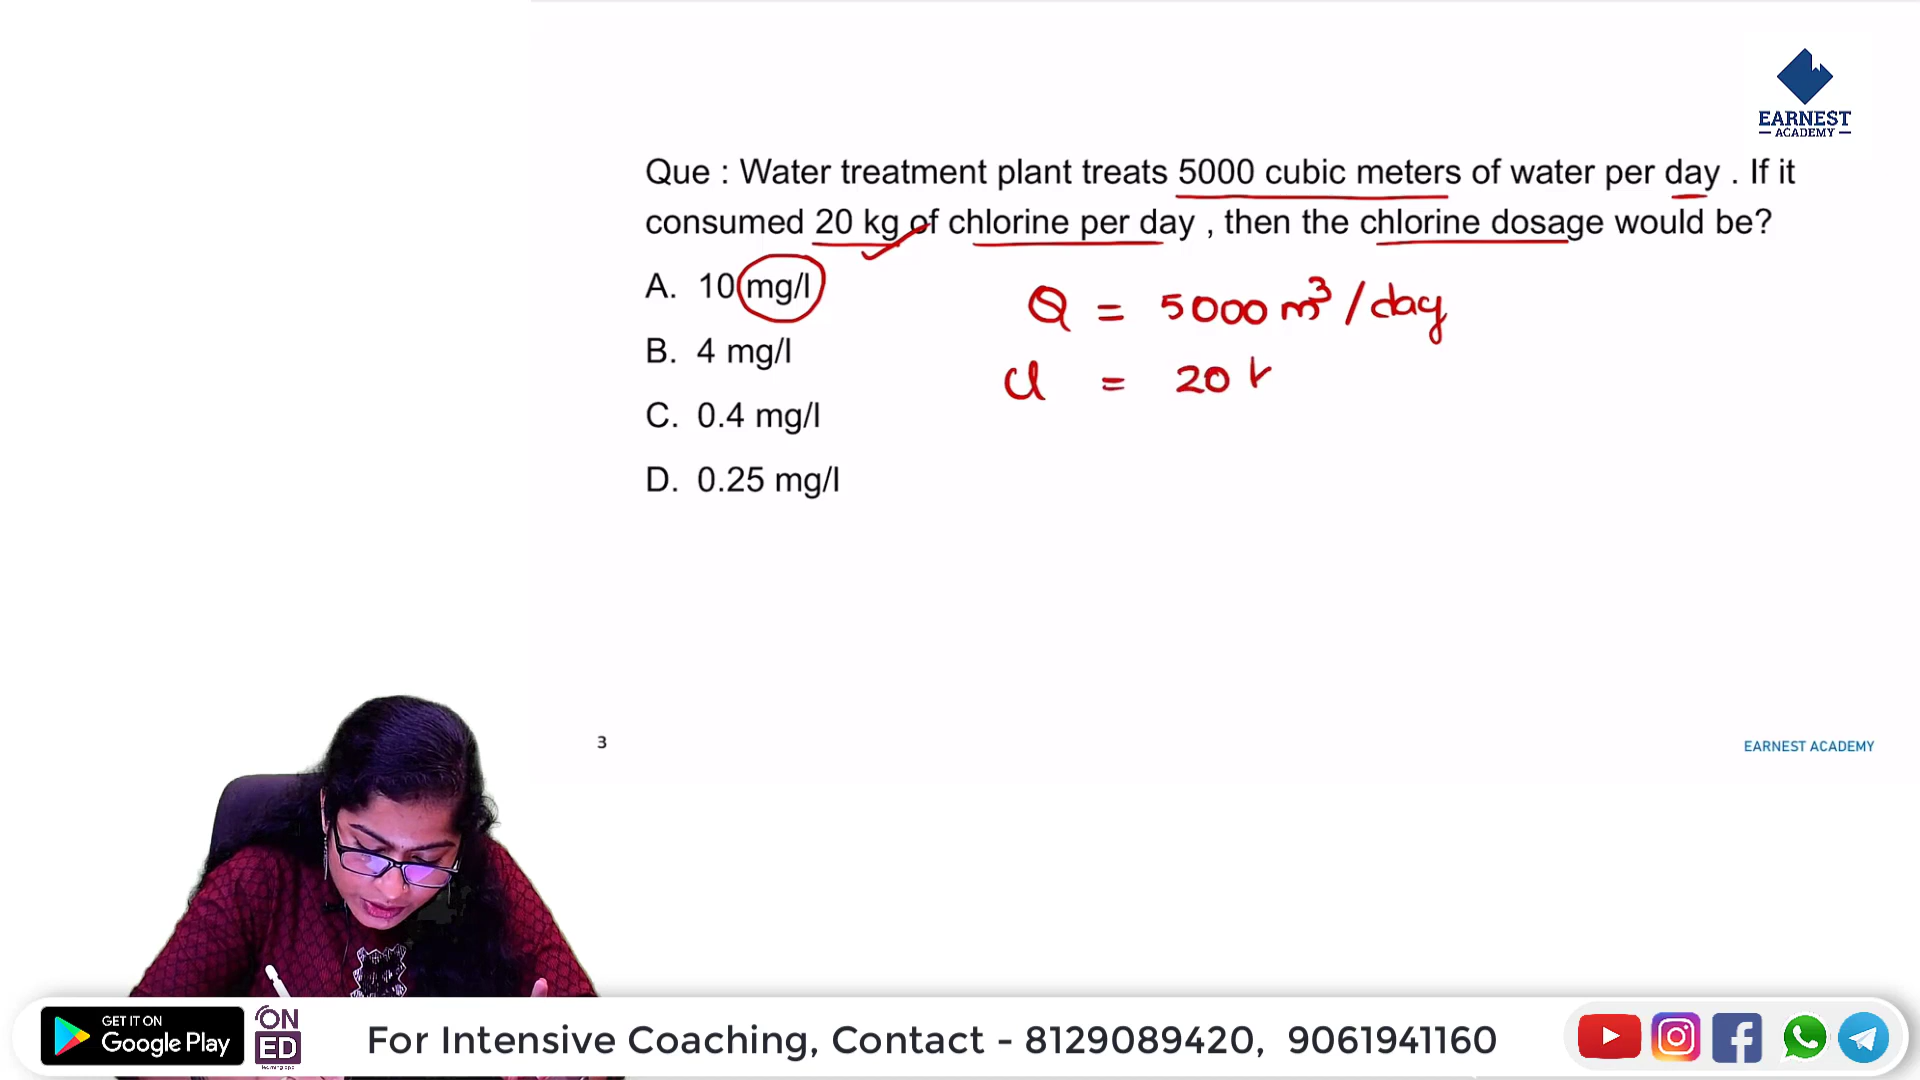 EARNEST
ACADEMY
Que : Water treatment plant treats 5000 cubic meters of water per day . If it
consumed 20 kg of chlorine per day , then the chlorine dosage would be?
A. 10 mg/l
B. 4 mg/l
C. 0.4 mg/l
D. 0.25 mg/l
Q = 5000 m³/day
Cl = 20 k
3
EARNEST ACADEMY
GET IT ON
Google Play
ON
ED
learning app
For Intensive Coaching, Contact - 8129089420, 9061941160